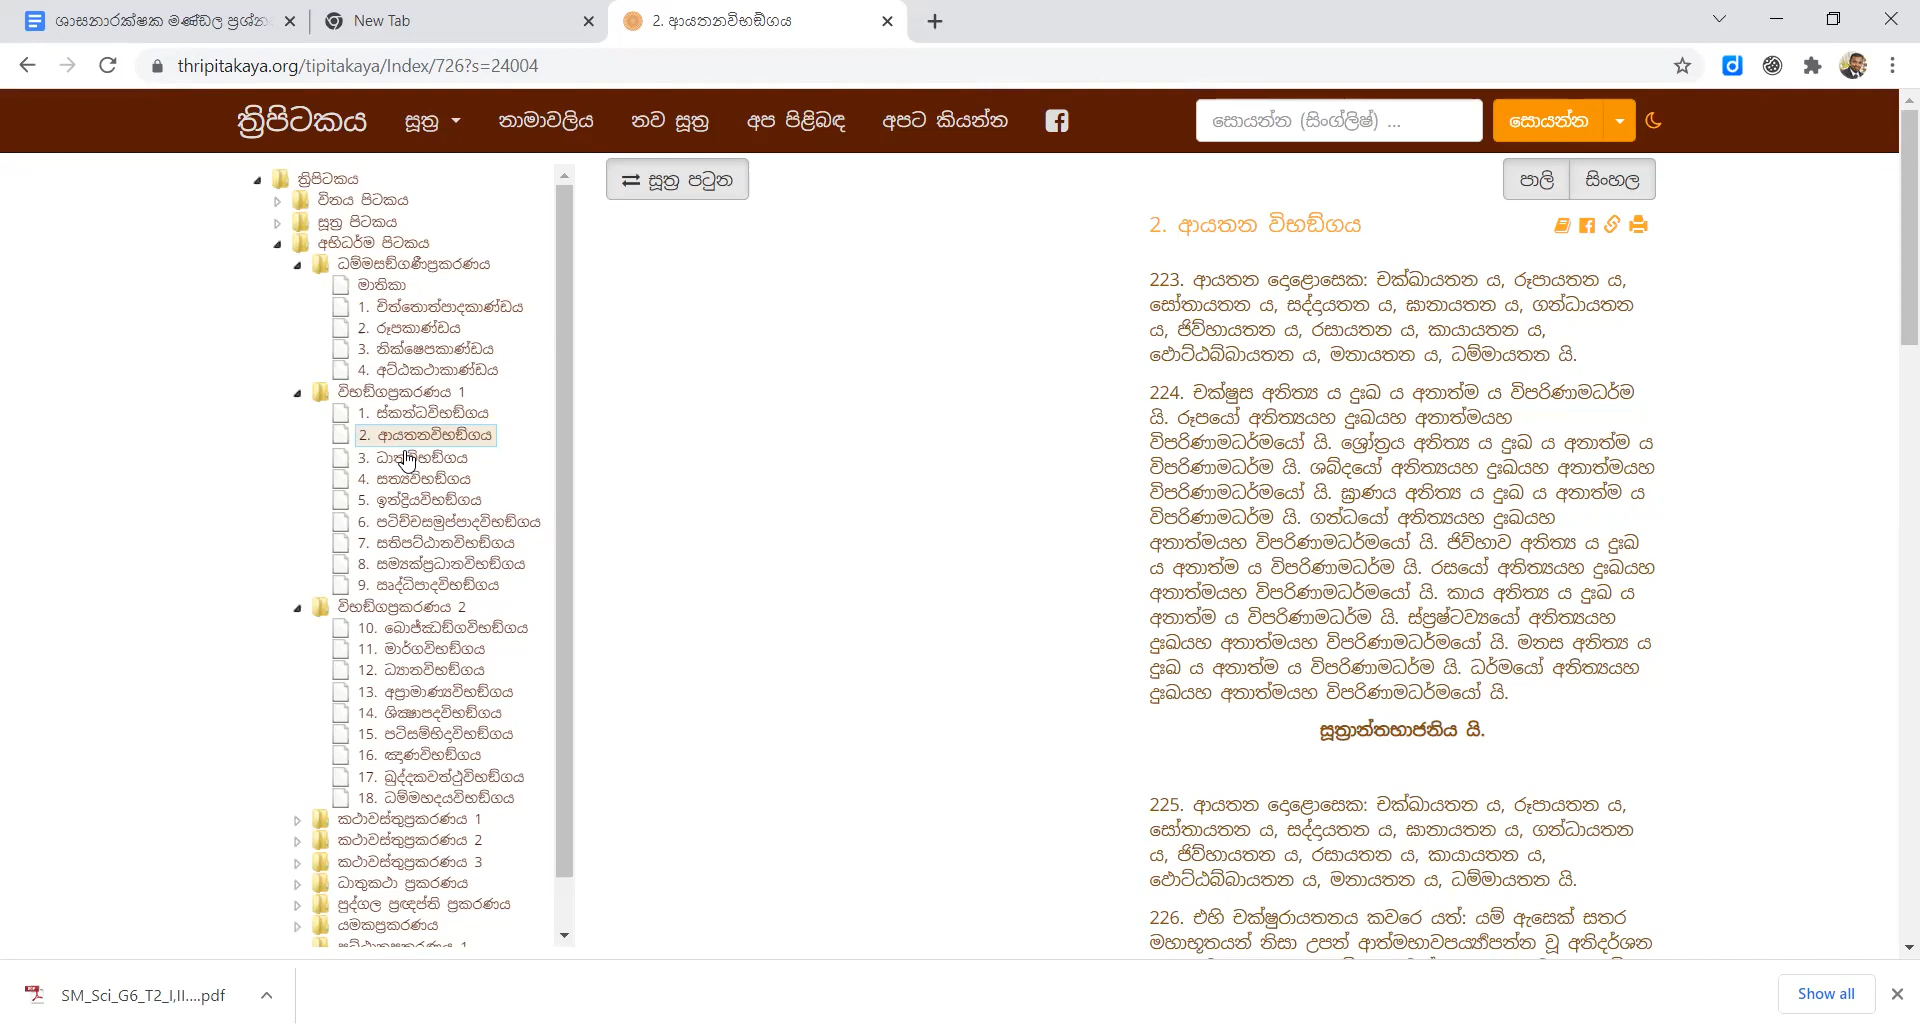 ශාසනාරක්ෂක මණ්ඩල ප්‍රශ්න
New Tab
2. ආයතනවිභඞ්ගය
thripitakaya.org/tipitakaya/Index/726?s=24004
ත්‍රිපිටකය
සූත්‍ර
නාමාවලිය
නව සූත්‍ර
අප පිළිබඳ
අපට කියන්න
සොයන්න (සිංග්ලිෂ්) ...
සොයන්න
ත්‍රිපිටකය
විනය පිටකය
සූත්‍ර පිටකය
අභිධර්ම පිටකය
ධම්මසඞ්ගණීප්‍රකරණය
මාතිකා
1. චිත්තොත්පාදකාණ්ඩය
2. රූපකාණ්ඩය
3. නික්ෂෙපකාණ්ඩය
4. අට්ඨකථාකාණ්ඩය
විභඞ්ගප්‍රකරණය 1
1. ස්කන්ධවිභඞ්ගය
2. ආයතනවිභඞ්ගය
3. ධාතුවිභඞ්ගය
4. සත්‍යවිභඞ්ගය
5. ඉන්ද්‍රියවිභඞ්ගය
6. පටිච්චසමුප්පාදවිභඞ්ගය
7. සතිපට්ඨානවිභඞ්ගය
8. සම්‍යක්ප්‍රධානවිභඞ්ගය
9. ඍද්ධිපාදවිභඞ්ගය
විභඞ්ගප්‍රකරණය 2
10. බොජ්ඣඞ්ගවිභඞ්ගය
11. මාර්ගවිභඞ්ගය
12. ධ්‍යානවිභඞ්ගය
13. අප්‍රාමාණ්‍යවිභඞ්ගය
14. ශික්‍ෂාපදවිභඞ්ගය
15. පටිසම්භිදාවිභඞ්ගය
16. ඤාණවිභඞ්ගය
17. ඛුද්දකවත්ථුවිභඞ්ගය
18. ධම්මහදයවිභඞ්ගය
කථාවස්තුප්‍රකරණය 1
කථාවස්තුප්‍රකරණය 2
කථාවස්තුප්‍රකරණය 3
ධාතුකථා ප්‍රකරණය
පුද්ගල ප්‍රඥප්ති ප්‍රකරණය
යමකප්‍රකරණය
සූත්‍ර පටුන
පාලි
සිංහල
2. ආයතන විභඞ්ගය
223. ආයතන දොළොසෙක: චක්ඛායතන ය, රූපායතන ය,
සෝතායතන ය, සද්දායතන ය, ඝානායතන ය, ගන්ධායතන
ය, ජිව්හායතන ය, රසායතන ය, කායායතන ය,
ඵොට්ඨබ්බායතන ය, මනායතන ය, ධම්මායතන යි.
224. චක්ෂුස අනිත්‍ය ය දුඃඛ ය අනාත්ම ය විපරිණාමධර්ම
යි. රූපයෝ අනිත්‍යයහ දුඃඛයහ අනාත්මයහ
විපරිණාමධර්මයෝ යි. ශ්‍රෝත්‍රය අනිත්‍ය ය දුඃඛ ය අනාත්ම ය
විපරිණාමධර්ම යි. ශබ්දයෝ අනිත්‍යයහ දුඃඛයහ අනාත්මයහ
විපරිණාමධර්මයෝ යි. ඝ්‍රාණය අනිත්‍ය ය දුඃඛ ය අනාත්ම ය
විපරිණාමධර්ම යි. ගන්ධයෝ අනිත්‍යයහ දුඃඛයහ
අනාත්මයහ විපරිණාමධර්මයෝ යි. ජිව්හාව අනිත්‍ය ය දුඃඛ
ය අනාත්ම ය විපරිණාමධර්ම යි. රසයෝ අනිත්‍යයහ දුඃඛයහ
අනාත්මයහ විපරිණාමධර්මයෝ යි. කාය අනිත්‍ය ය දුඃඛ ය
අනාත්ම ය විපරිණාමධර්ම යි. ස්ප්‍රෂ්ටව්‍යයෝ අනිත්‍යයහ
දුඃඛයහ අනාත්මයහ විපරිණාමධර්මයෝ යි. මනස අනිත්‍ය ය
දුඃඛ ය අනාත්ම ය විපරිණාමධර්ම යි. ධර්මයෝ අනිත්‍යයහ
දුඃඛයහ අනාත්මයහ විපරිණාමධර්මයෝ යි.
සූත්‍රාන්තභාජනිය යි.
225. ආයතන දොළොසෙක: චක්ඛායතන ය, රූපායතන ය,
සෝතායතන ය, සද්දායතන ය, ඝානායතන ය, ගන්ධායතන
ය, ජිව්හායතන ය, රසායතන ය, කායායතන ය,
ඵොට්ඨබ්බායතන ය, මනායතන ය, ධම්මායතන යි.
226. එහි චක්ෂුරායතනය කවරෙ යත්: යම් ඇසෙක් සතර
මහාභූතයන් නිසා උපන් ආත්මභාවපර්‍ය්‍යාපන්න වූ අනිදර්ශන
SM_Sci_G6_T2_I,II....pdf
Show all